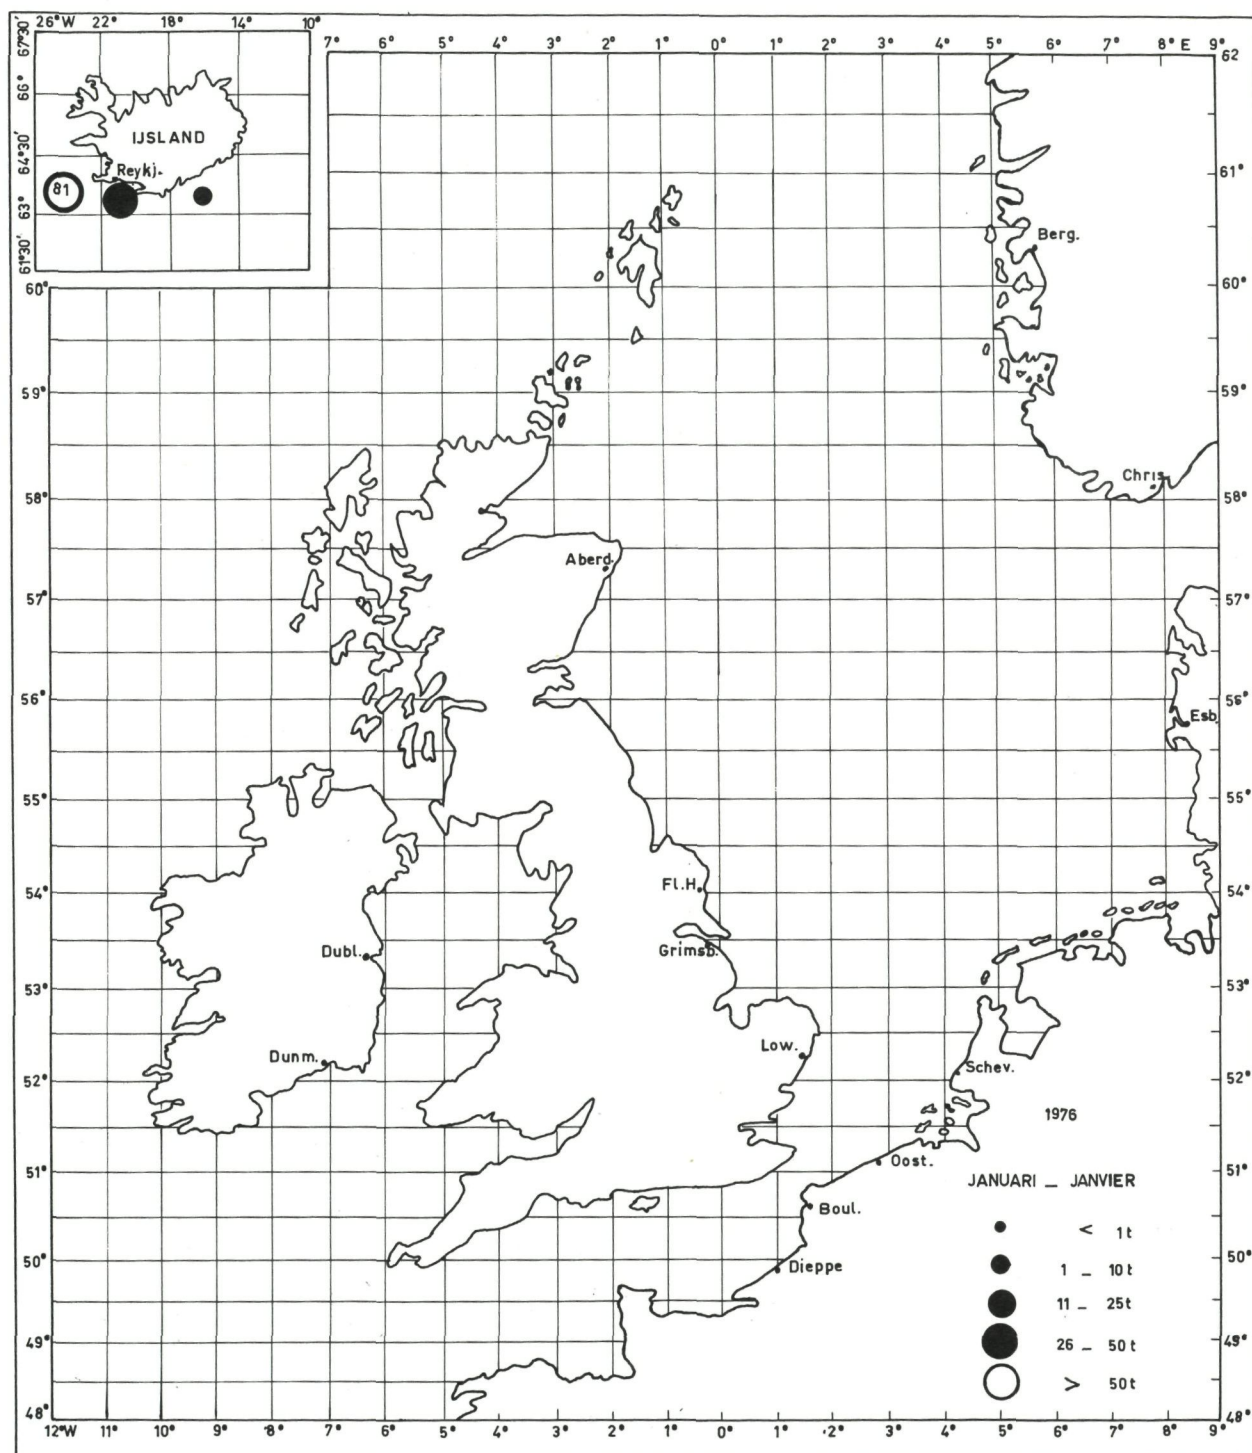 26°W 22° 18° 14° 10°
7° 6° 5° 4° 3° 2° 1° 0° 1° 2° 3° 4° 5° 6° 7° 8° E 9°
67°30' 66° 64°30' 63° 61°30'
IJSLAND
Reykj.
81
62
61°
Berg.
60° 60°
59° 59°
Chris
58° 58°
Aberd.
57° 57°
56° 56°
Esb
55° 55°
54° Fl.H. 54°
Dubl. Grimsb.
53° 53°
Dunm. Low.
52° Schev. 52°
1976
51° Oost. 51°
JANUARI _ JANVIER
Boul.
< 1t
50° Dieppe 50°
1 _ 10t
11 _ 25t
49° 26 _ 50t 49°
> 50t
48° 48°
12°W 11° 10° 9° 8° 7° 6° 5° 4° 3° 2° 1° 0° 1° 2° 3° 4° 5° 6° 7° 8° 9°